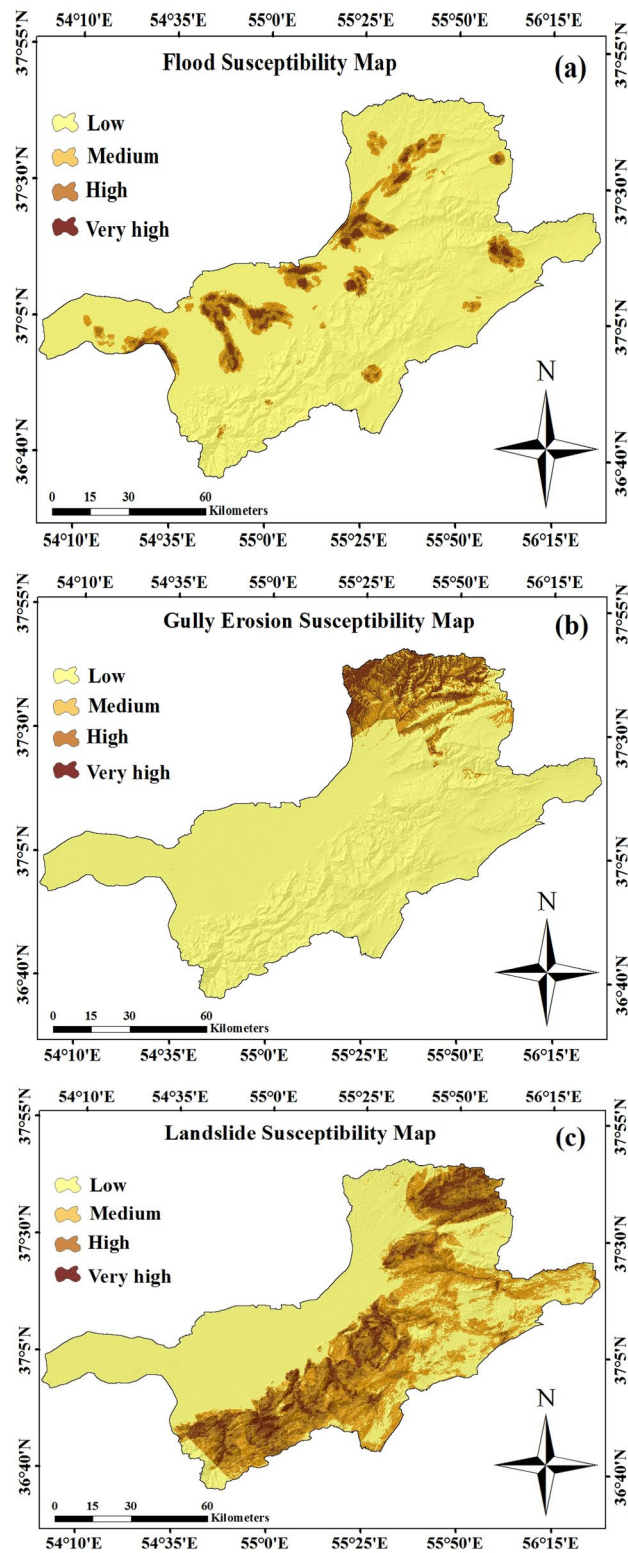 54°10'E 54°35'E 55°0'E 55°25'E 55°50'E 56°15'E
37°55'N 37°55'N
Flood Susceptibility Map (a)
Low
Medium
High
Very high
37°30'N 37°30'N
37°5'N 37°5'N
36°40'N 36°40'N
N
0 15 30 60
Kilometers
54°10'E 54°35'E 55°0'E 55°25'E 55°50'E 56°15'E
54°10'E 54°35'E 55°0'E 55°25'E 55°50'E 56°15'E
37°55'N 37°55'N
Gully Erosion Susceptibility Map (b)
Low
Medium
High
Very high
37°30'N 37°30'N
37°5'N 37°5'N
36°40'N 36°40'N
N
0 15 30 60
Kilometers
54°10'E 54°35'E 55°0'E 55°25'E 55°50'E 56°15'E
54°10'E 54°35'E 55°0'E 55°25'E 55°50'E 56°15'E
37°55'N 37°55'N
Landslide Susceptibility Map (c)
Low
Medium
High
Very high
37°30'N 37°30'N
37°5'N 37°5'N
36°40'N 36°40'N
N
0 15 30 60
Kilometers
54°10'E 54°35'E 55°0'E 55°25'E 55°50'E 56°15'E